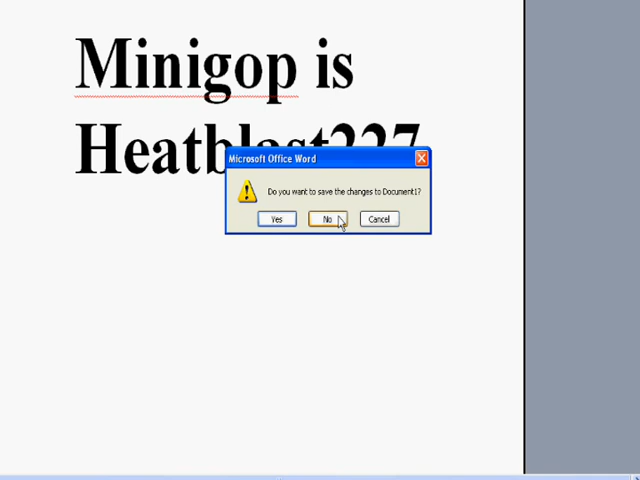 Minigop is
Heatblast227
Microsoft Office Word
Do you want to save the changes to Document1?
Yes
No
Cancel